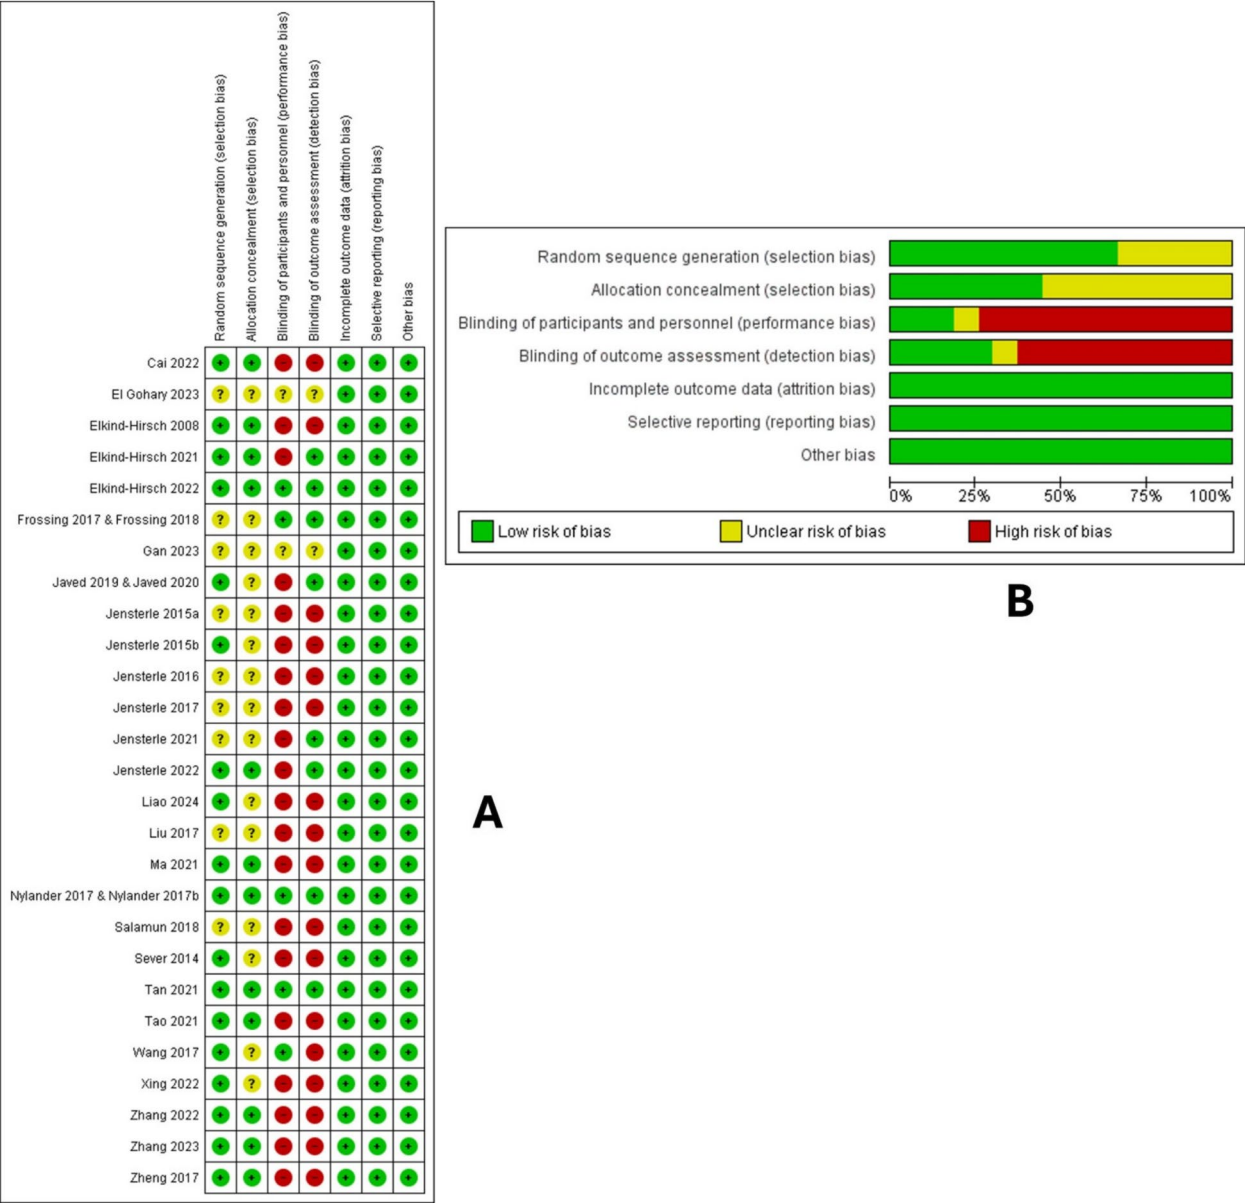 Random sequence generation (selection bias)
Allocation concealment (selection bias)
Blinding of participants and personnel (performance bias)
Blinding of outcome assessment (detection bias)
Incomplete outcome data (attrition bias)
Selective reporting (reporting bias)
Other bias
Cai 2022 + + - - + + +
El Gohary 2023 ? ? ? ? + + +
Elkind-Hirsch 2008 + + - - + + +
Elkind-Hirsch 2021 + + - + + + +
Elkind-Hirsch 2022 + + + + + + +
Frossing 2017 & Frossing 2018 ? ? + + + + +
Gan 2023 ? ? ? ? + + +
Javed 2019 & Javed 2020 + ? - + + + +
Jensterle 2015a ? ? - - + + +
Jensterle 2015b + ? - - + + +
Jensterle 2016 ? ? - - + + +
Jensterle 2017 ? ? - - + + +
Jensterle 2021 ? ? - + + + +
Jensterle 2022 + + - + + + +
Liao 2024 + ? - - + + +
Liu 2017 ? ? - - + + +
Ma 2021 + + - - + + +
Nylander 2017 & Nylander 2017b + + + + + + +
Salamun 2018 ? ? - - + + +
Sever 2014 + ? - - + + +
Tan 2021 + + + + + + +
Tao 2021 + + - - + + +
Wang 2017 + ? + - + + +
Xing 2022 + ? - - + + +
Zhang 2022 + + - - + + +
Zhang 2023 + + - - + + +
Zheng 2017 + + - - + + +
A
Random sequence generation (selection bias)
Allocation concealment (selection bias)
Blinding of participants and personnel (performance bias)
Blinding of outcome assessment (detection bias)
Incomplete outcome data (attrition bias)
Selective reporting (reporting bias)
Other bias
0% 25% 50% 75% 100%
Low risk of bias Unclear risk of bias High risk of bias
B